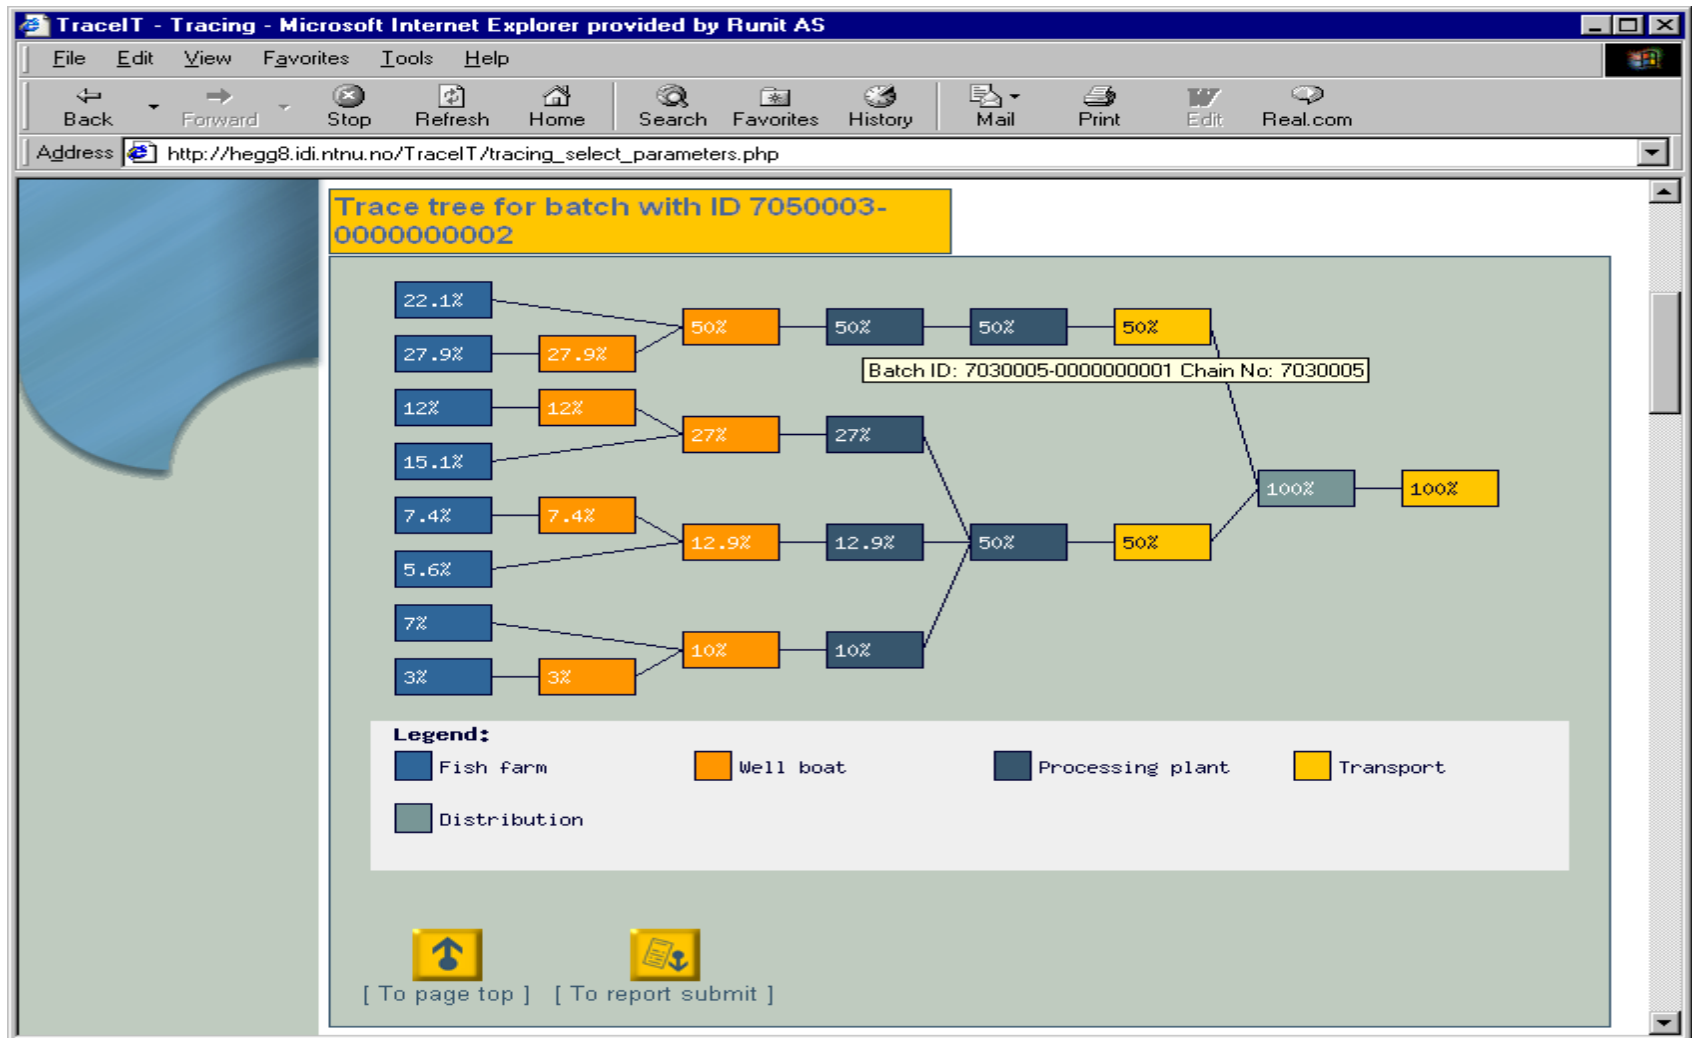 TraceIT - Tracing - Microsoft Internet Explorer provided by Runit AS
File Edit View Favorites Tools Help
Back Forward Stop Refresh Home Search Favorites History Mail Print Edit Real.com
Address http://hegg8.idi.ntnu.no/TraceIT/tracing_select_parameters.php
Trace tree for batch with ID 7050003-
0000000002
22.1%
50% 50% 50% 50%
27.9% 27.9%
Batch ID: 7030005-0000000001 Chain No: 7030005
12% 12%
27% 27%
15.1%
100% 100%
7.4% 7.4%
12.9% 12.9% 50% 50%
5.6%
7%
10% 10%
3% 3%
Legend:
Fish farm Well boat Processing plant Transport
Distribution
[ To page top ] [ To report submit ]